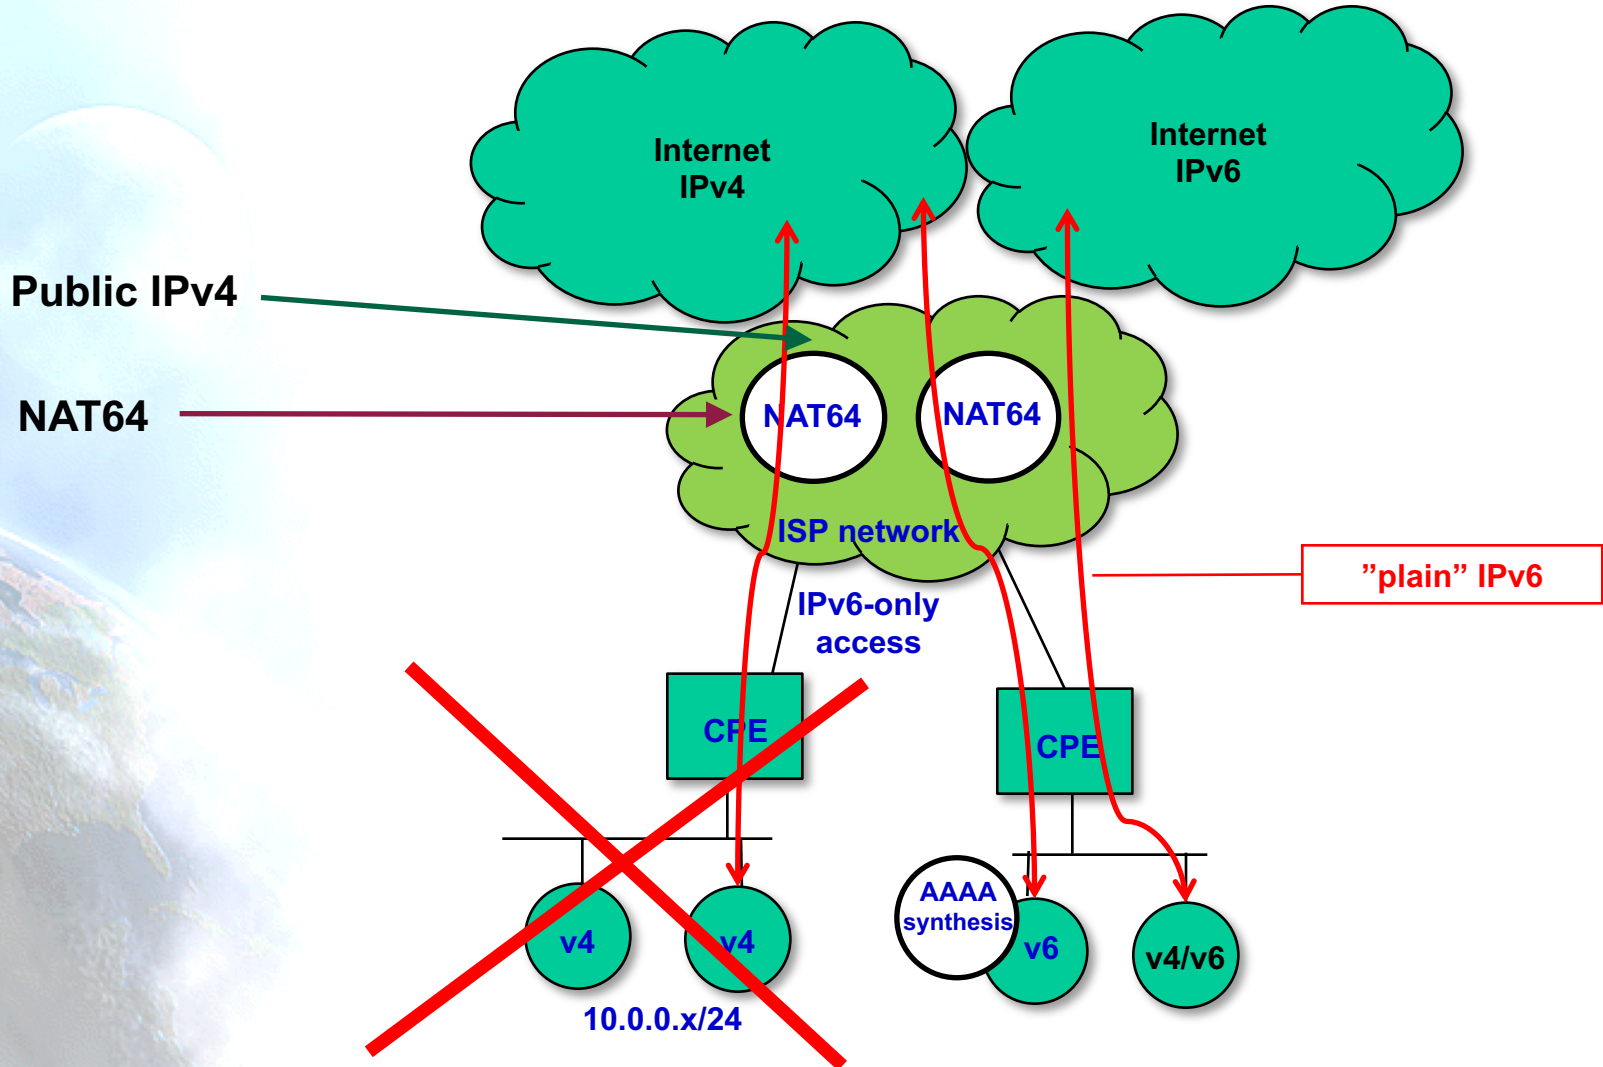 Internet
IPv4
Internet
IPv6
Public IPv4
NAT64
NAT64
NAT64
ISP network
”plain” IPv6
IPv6-only
access
CPE
CPE
AAAA
synthesis
v4
v4
v6
v4/v6
10.0.0.x/24